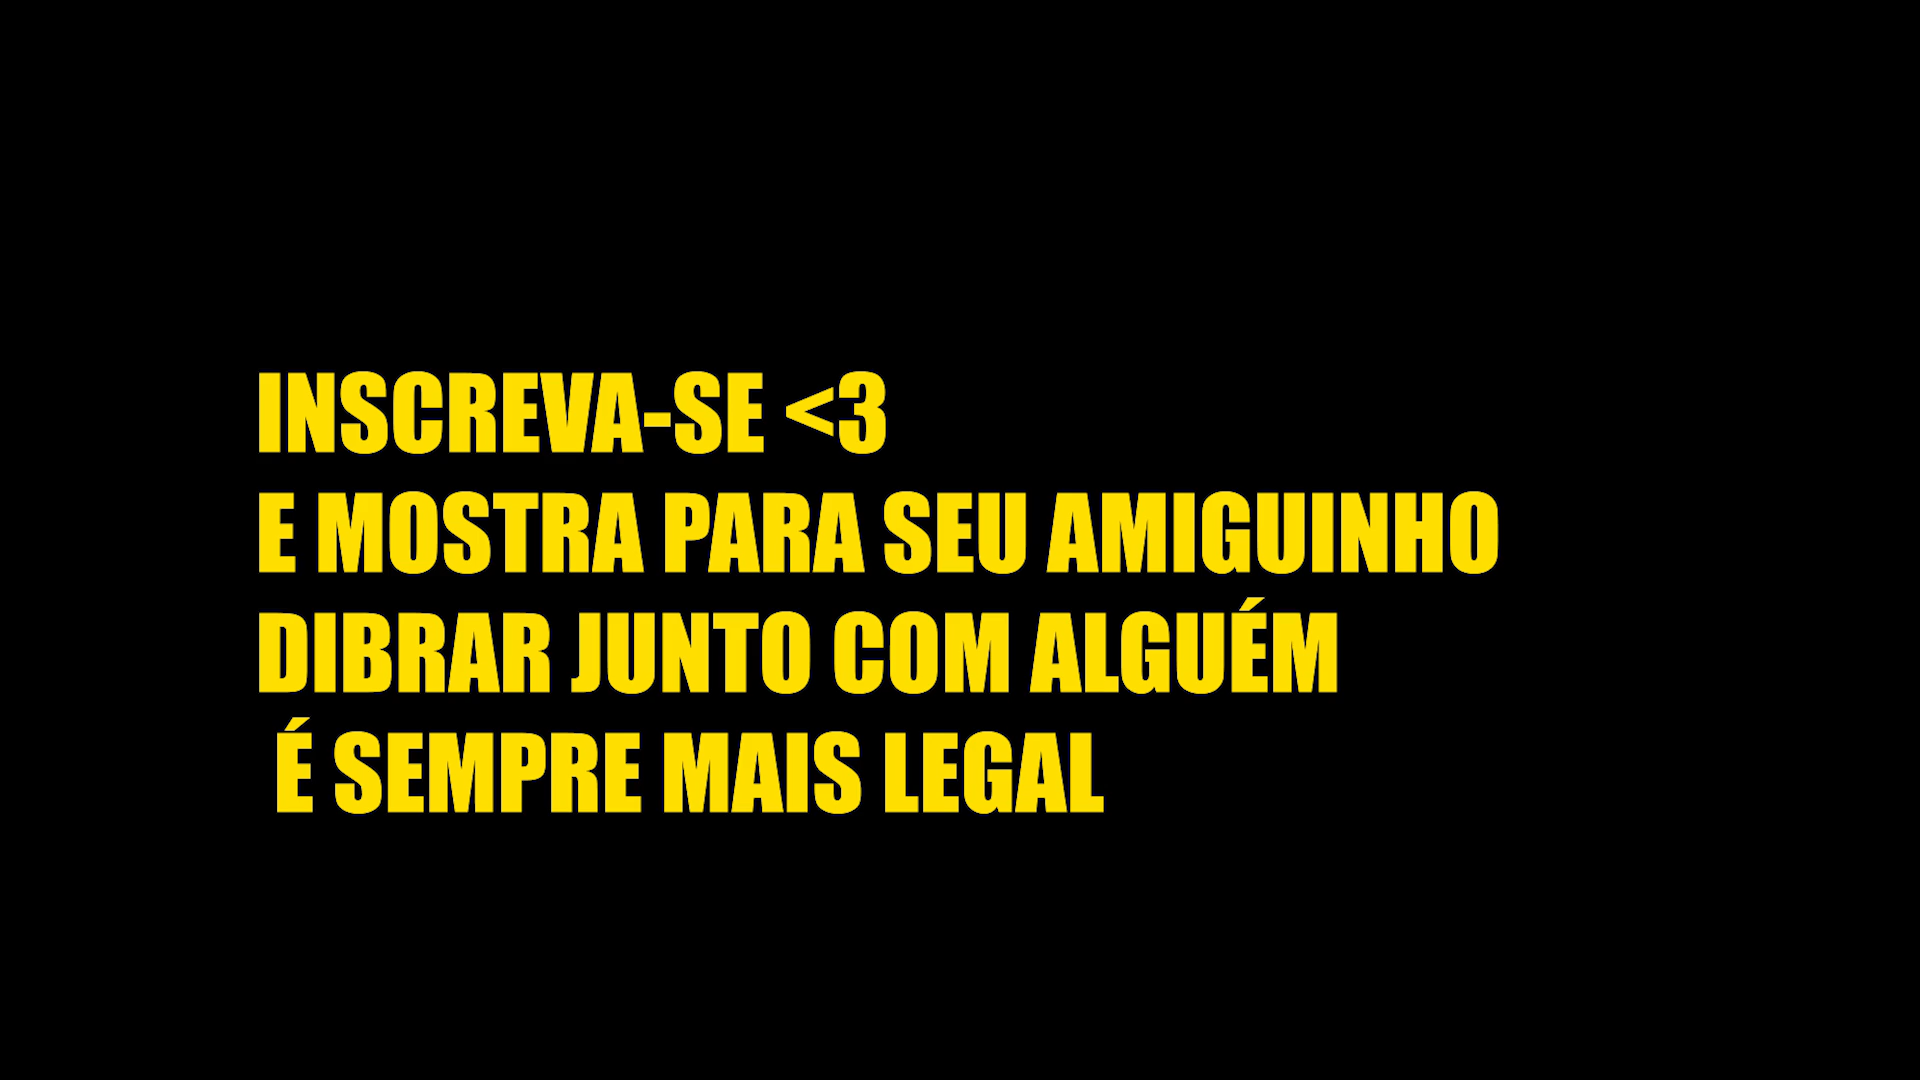 INSCREVA-SE <3
E MOSTRA PARA SEU AMIGUINHO
DIBRAR JUNTO COM ALGUÉM
É SEMPRE MAIS LEGAL